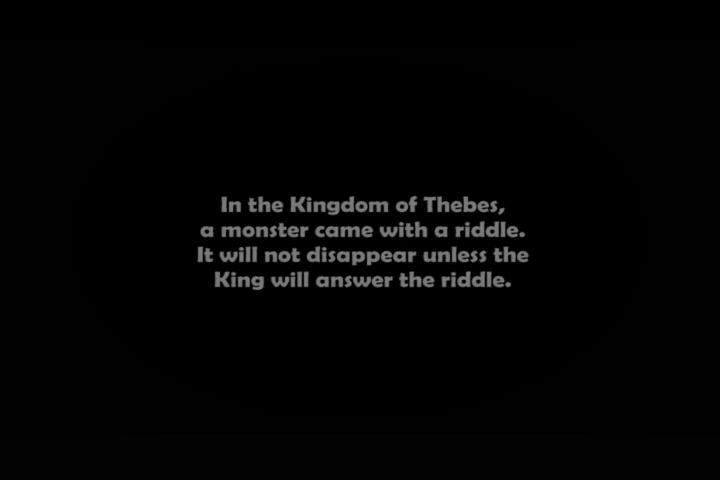 In the Kingdom of Thebes,
a monster came with a riddle.
It will not disappear unless the
King will answer the riddle.